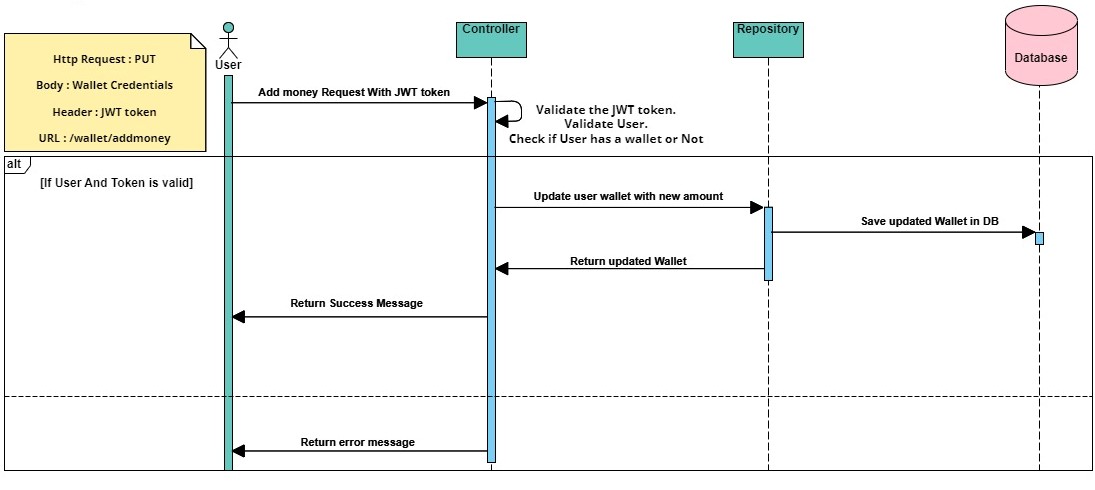 Controller
Repository
Database
User
Http Request : PUT
Body : Wallet Credentials
Header : JWT token
URL : /wallet/addmoney
Add money Request With JWT token
Validate the JWT token.
Validate User.
Check if User has a wallet or Not
alt
[If User And Token is valid]
Update user wallet with new amount
Save updated Wallet in DB
Return updated Wallet
Return Success Message
Return error message